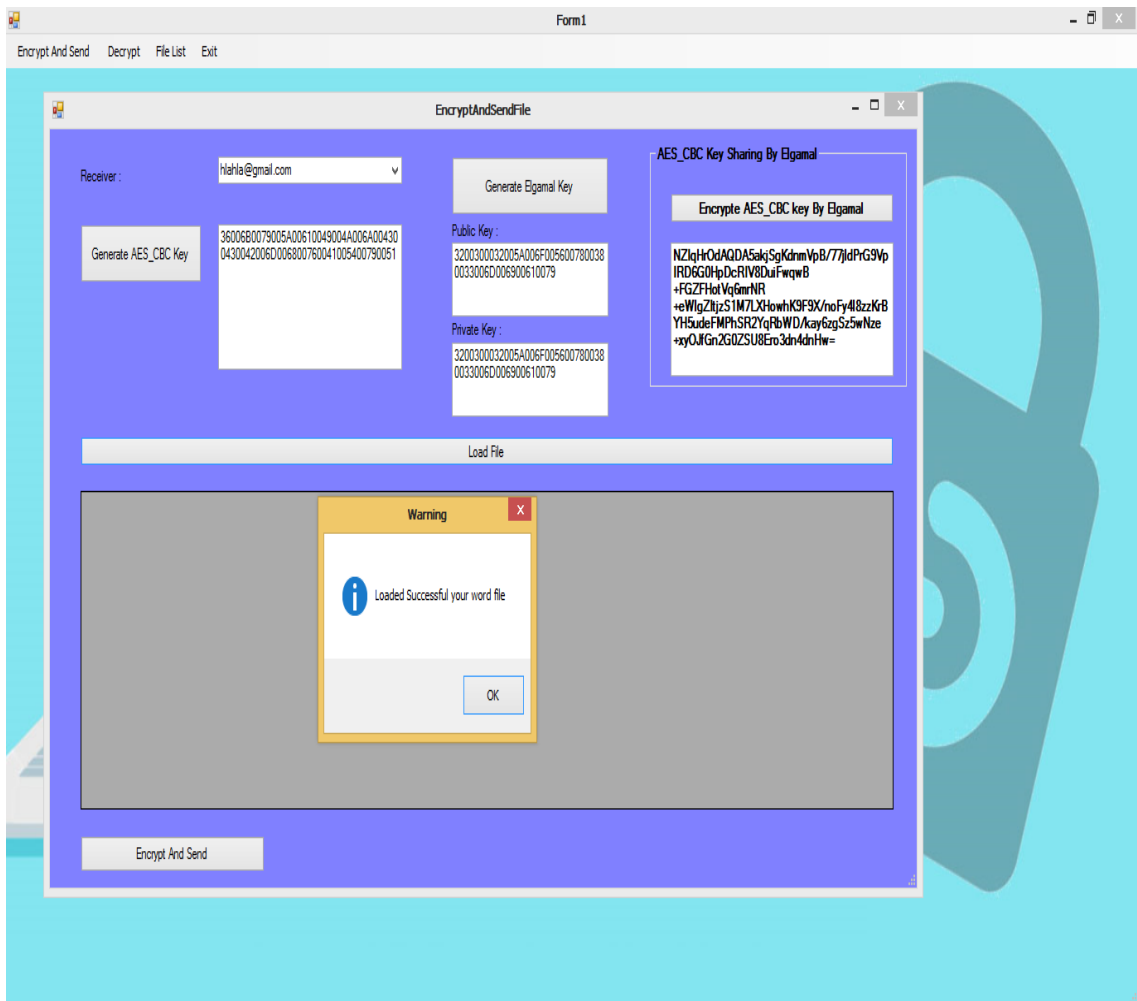 Form1
Encrypt And Send Decrypt File List Exit
EncryptAndSendFile
Receiver :
hlahla@gmail.com
Generate Elgamal Key
AES_CBC Key Sharing By Elgamal
Encrypte AES_CBC key By Elgamal
Generate AES_CBC Key
36006B0079005A00610049004A006A00430
0430042006D006800760041005400790051
Public Key :
3200300032005A006F005600780038
0033006D006900610079
Private Key :
3200300032005A006F005600780038
0033006D006900610079
NZlqHrOdAQDA5akjSgKdnmVpB/77jldPrG9Vp
IRD6G0HpDcRIV8DuiFwqwB
+FGZFHotVq6mrNR
+eWlgZltjzS1M7LXHowhK9F9X/noFy4l8zzKrB
YH5udeFMPhSR2YqRbWD/kay6zgSz5wNze
+xyOJfGn2G0ZSU8Ero3dn4dnHw=
Load File
Warning
Loaded Successful your word file
OK
Encrypt And Send